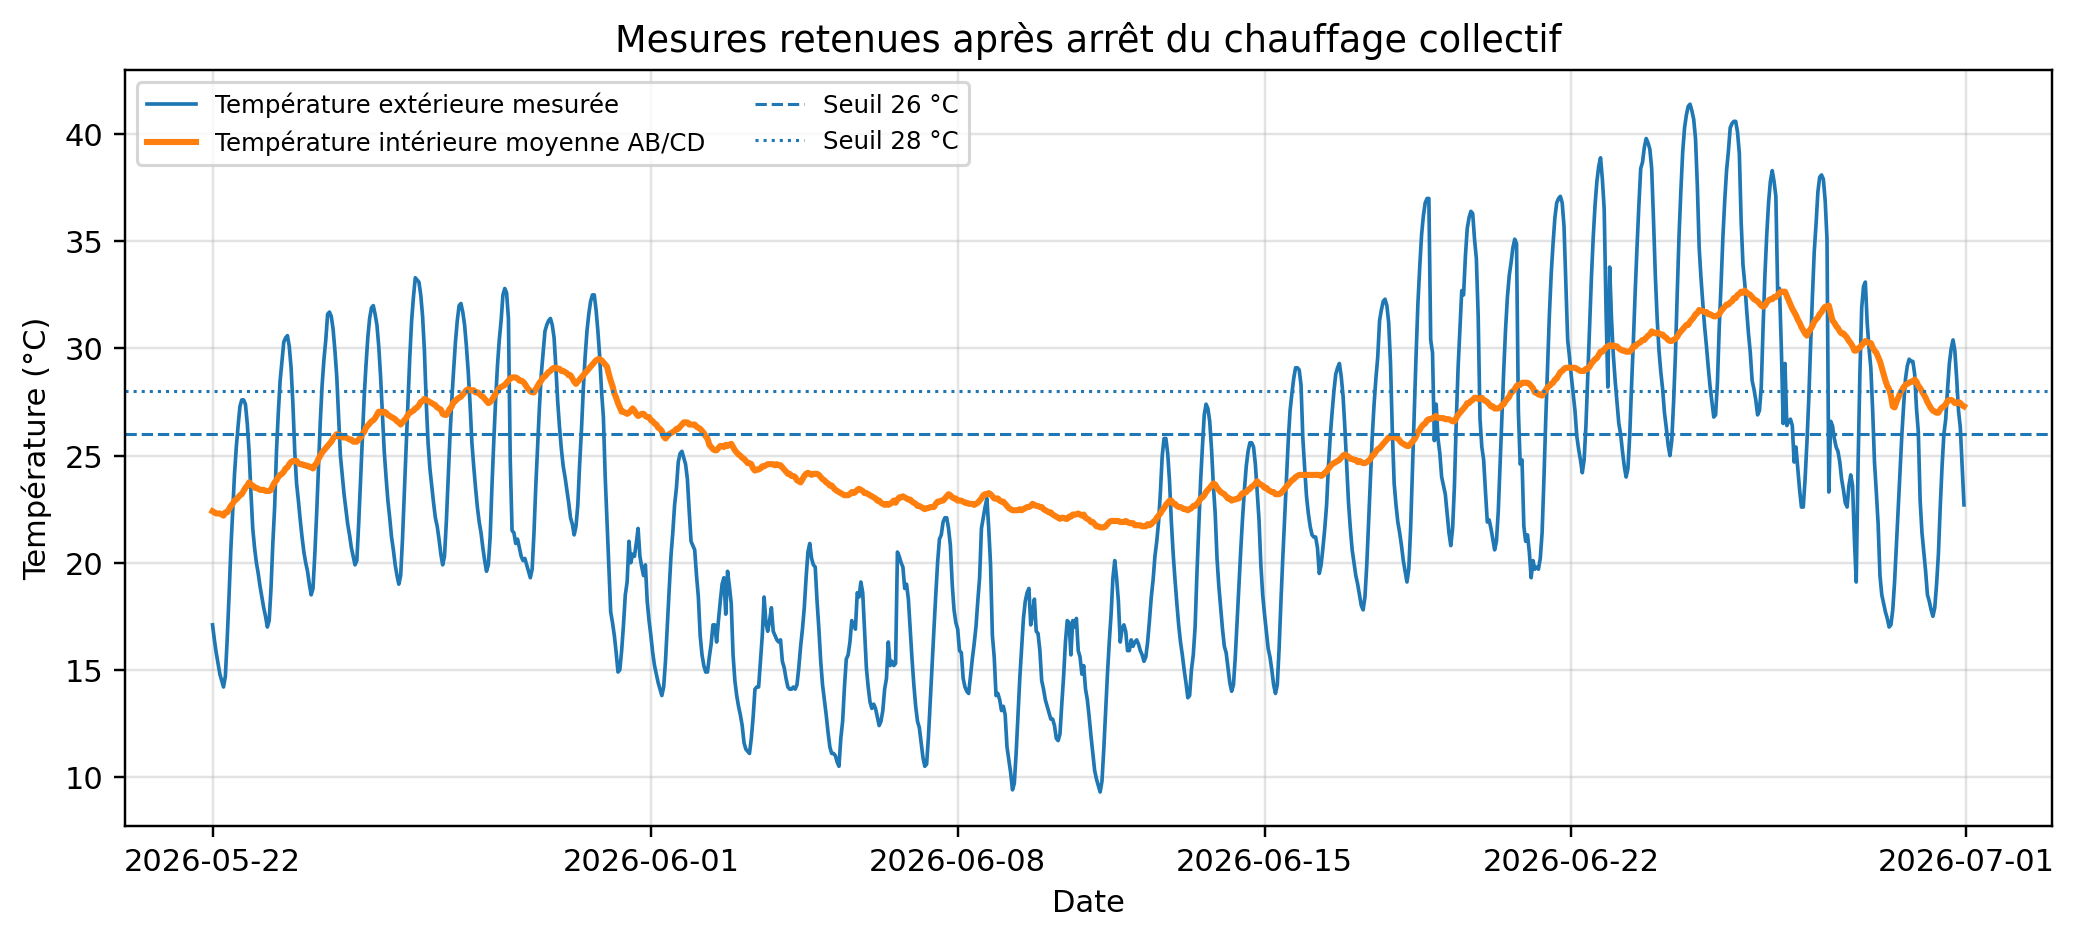 Mesures retenues après arrêt du chauffage collectif
Température extérieure mesurée
Température intérieure moyenne AB/CD
Seuil 26 °C
Seuil 28 °C
Température (°C)
40
35
30
25
20
15
10
2026-05-22
2026-06-01
2026-06-08
2026-06-15
2026-06-22
2026-07-01
Date